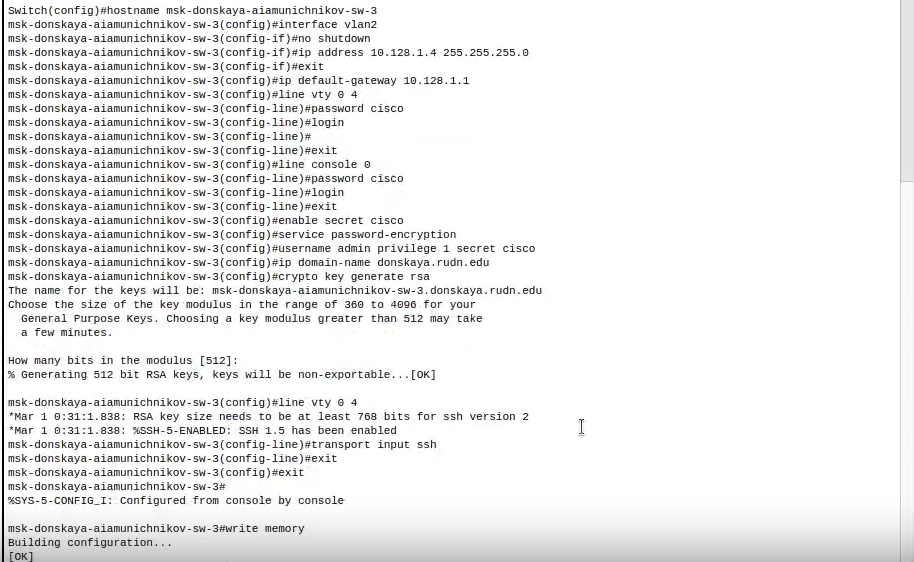 Switch(config)#hostname msk-donskaya-aiamunichnikov-sw-3
msk-donskaya-aiamunichnikov-sw-3(config)#interface vlan2
msk-donskaya-aiamunichnikov-sw-3(config-if)#no shutdown
msk-donskaya-aiamunichnikov-sw-3(config-if)#ip address 10.128.1.4 255.255.255.0
msk-donskaya-aiamunichnikov-sw-3(config-if)#exit
msk-donskaya-aiamunichnikov-sw-3(config)#ip default-gateway 10.128.1.1
msk-donskaya-aiamunichnikov-sw-3(config)#line vty 0 4
msk-donskaya-aiamunichnikov-sw-3(config-line)#password cisco
msk-donskaya-aiamunichnikov-sw-3(config-line)#login
msk-donskaya-aiamunichnikov-sw-3(config-line)#
msk-donskaya-aiamunichnikov-sw-3(config-line)#exit
msk-donskaya-aiamunichnikov-sw-3(config)#line console 0
msk-donskaya-aiamunichnikov-sw-3(config-line)#password cisco
msk-donskaya-aiamunichnikov-sw-3(config-line)#login
msk-donskaya-aiamunichnikov-sw-3(config-line)#exit
msk-donskaya-aiamunichnikov-sw-3(config)#enable secret cisco
msk-donskaya-aiamunichnikov-sw-3(config)#service password-encryption
msk-donskaya-aiamunichnikov-sw-3(config)#username admin privilege 1 secret cisco
msk-donskaya-aiamunichnikov-sw-3(config)#ip domain-name donskaya.rudn.edu
msk-donskaya-aiamunichnikov-sw-3(config)#crypto key generate rsa
The name for the keys will be: msk-donskaya-aiamunichnikov-sw-3.donskaya.rudn.edu
Choose the size of the key modulus in the range of 360 to 4096 for your
General Purpose Keys. Choosing a key modulus greater than 512 may take
a few minutes.
How many bits in the modulus [512]:
% Generating 512 bit RSA keys, keys will be non-exportable...[OK]
msk-donskaya-aiamunichnikov-sw-3(config)#line vty 0 4
*Mar 1 0:31:1.838: RSA key size needs to be at least 768 bits for ssh version 2
*Mar 1 0:31:1.838: %SSH-5-ENABLED: SSH 1.5 has been enabled
msk-donskaya-aiamunichnikov-sw-3(config-line)#transport input ssh
msk-donskaya-aiamunichnikov-sw-3(config-line)#exit
msk-donskaya-aiamunichnikov-sw-3(config)#exit
msk-donskaya-aiamunichnikov-sw-3#
%SYS-5-CONFIG_I: Configured from console by console
msk-donskaya-aiamunichnikov-sw-3#write memory
Building configuration...
[OK]